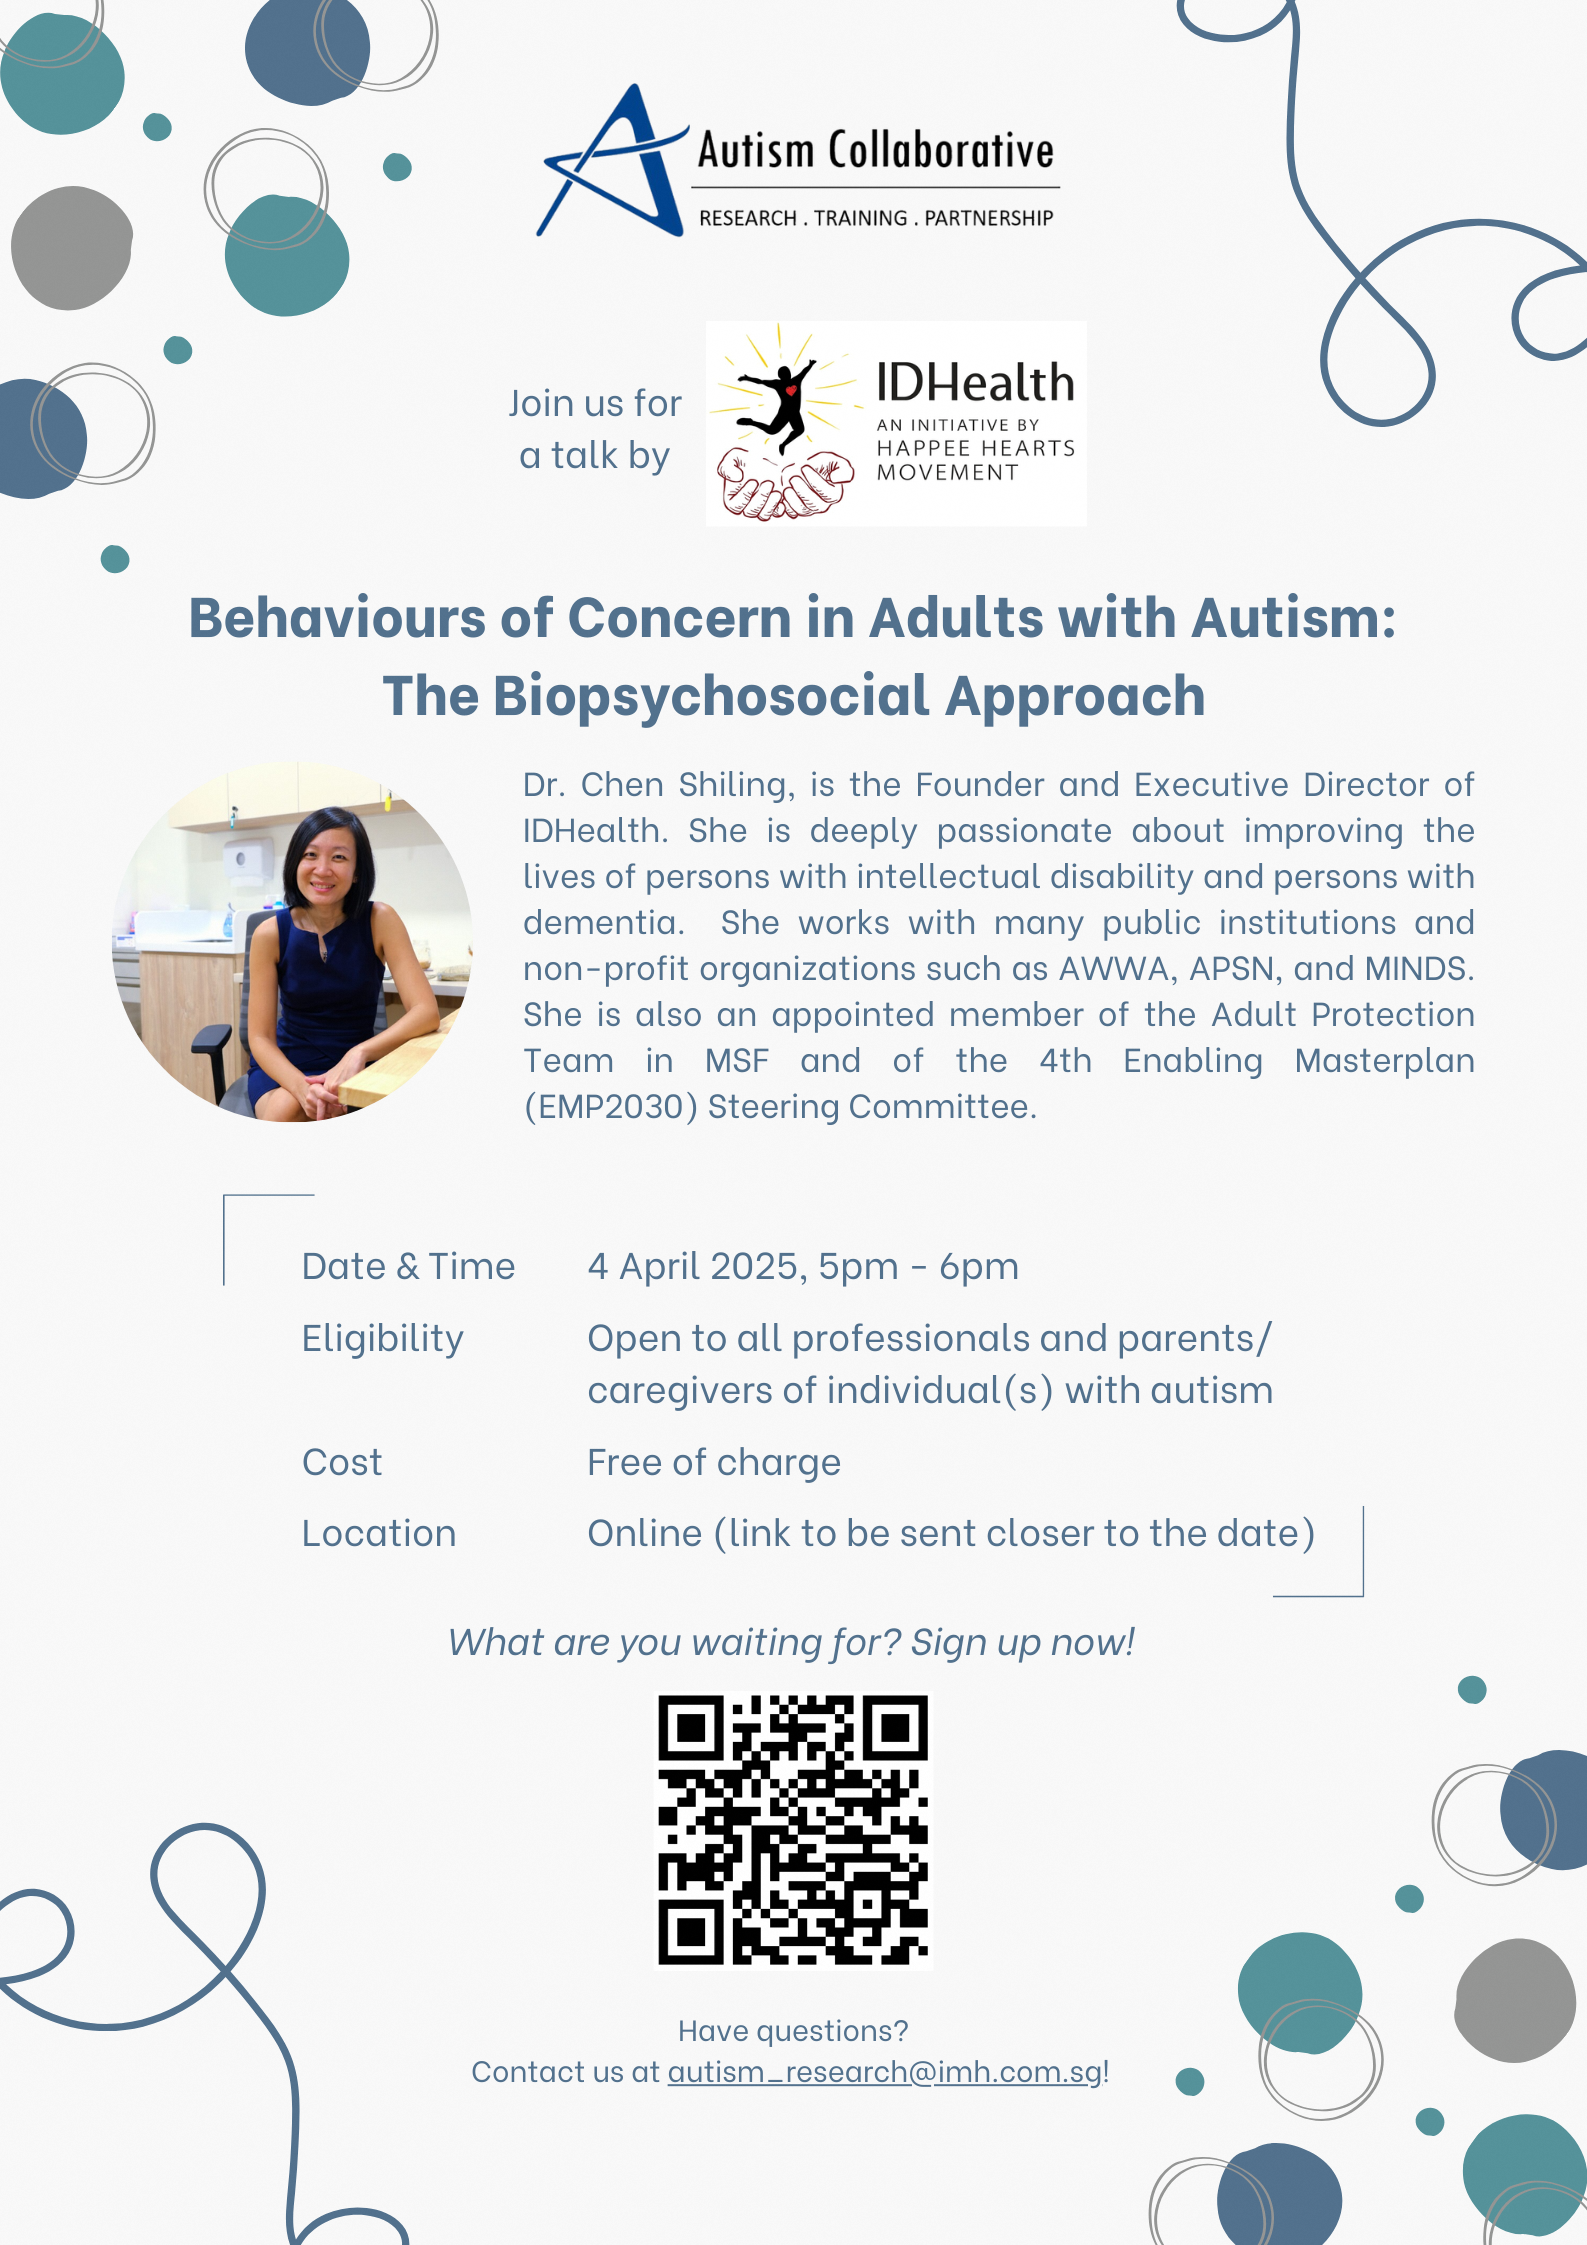 Autism Collaborative
RESEARCH . TRAINING . PARTNERSHIP
Join us for
a talk by
IDHealth
AN INITIATIVE BY
HAPPEE HEARTS
MOVEMENT
Behaviours of Concern in Adults with Autism:
The Biopsychosocial Approach
Dr. Chen Shiling, is the Founder and Executive Director of
IDHealth. She is deeply passionate about improving the
lives of persons with intellectual disability and persons with
dementia. She works with many public institutions and
non-profit organizations such as AWWA, APSN, and MINDS.
She is also an appointed member of the Adult Protection
Team in MSF and of the 4th Enabling Masterplan
(EMP2030) Steering Committee.
Date & Time 4 April 2025, 5pm - 6pm
Eligibility Open to all professionals and parents/
caregivers of individual(s) with autism
Cost Free of charge
Location Online (link to be sent closer to the date)
What are you waiting for? Sign up now!
Have questions?
Contact us at autism_research@imh.com.sg!